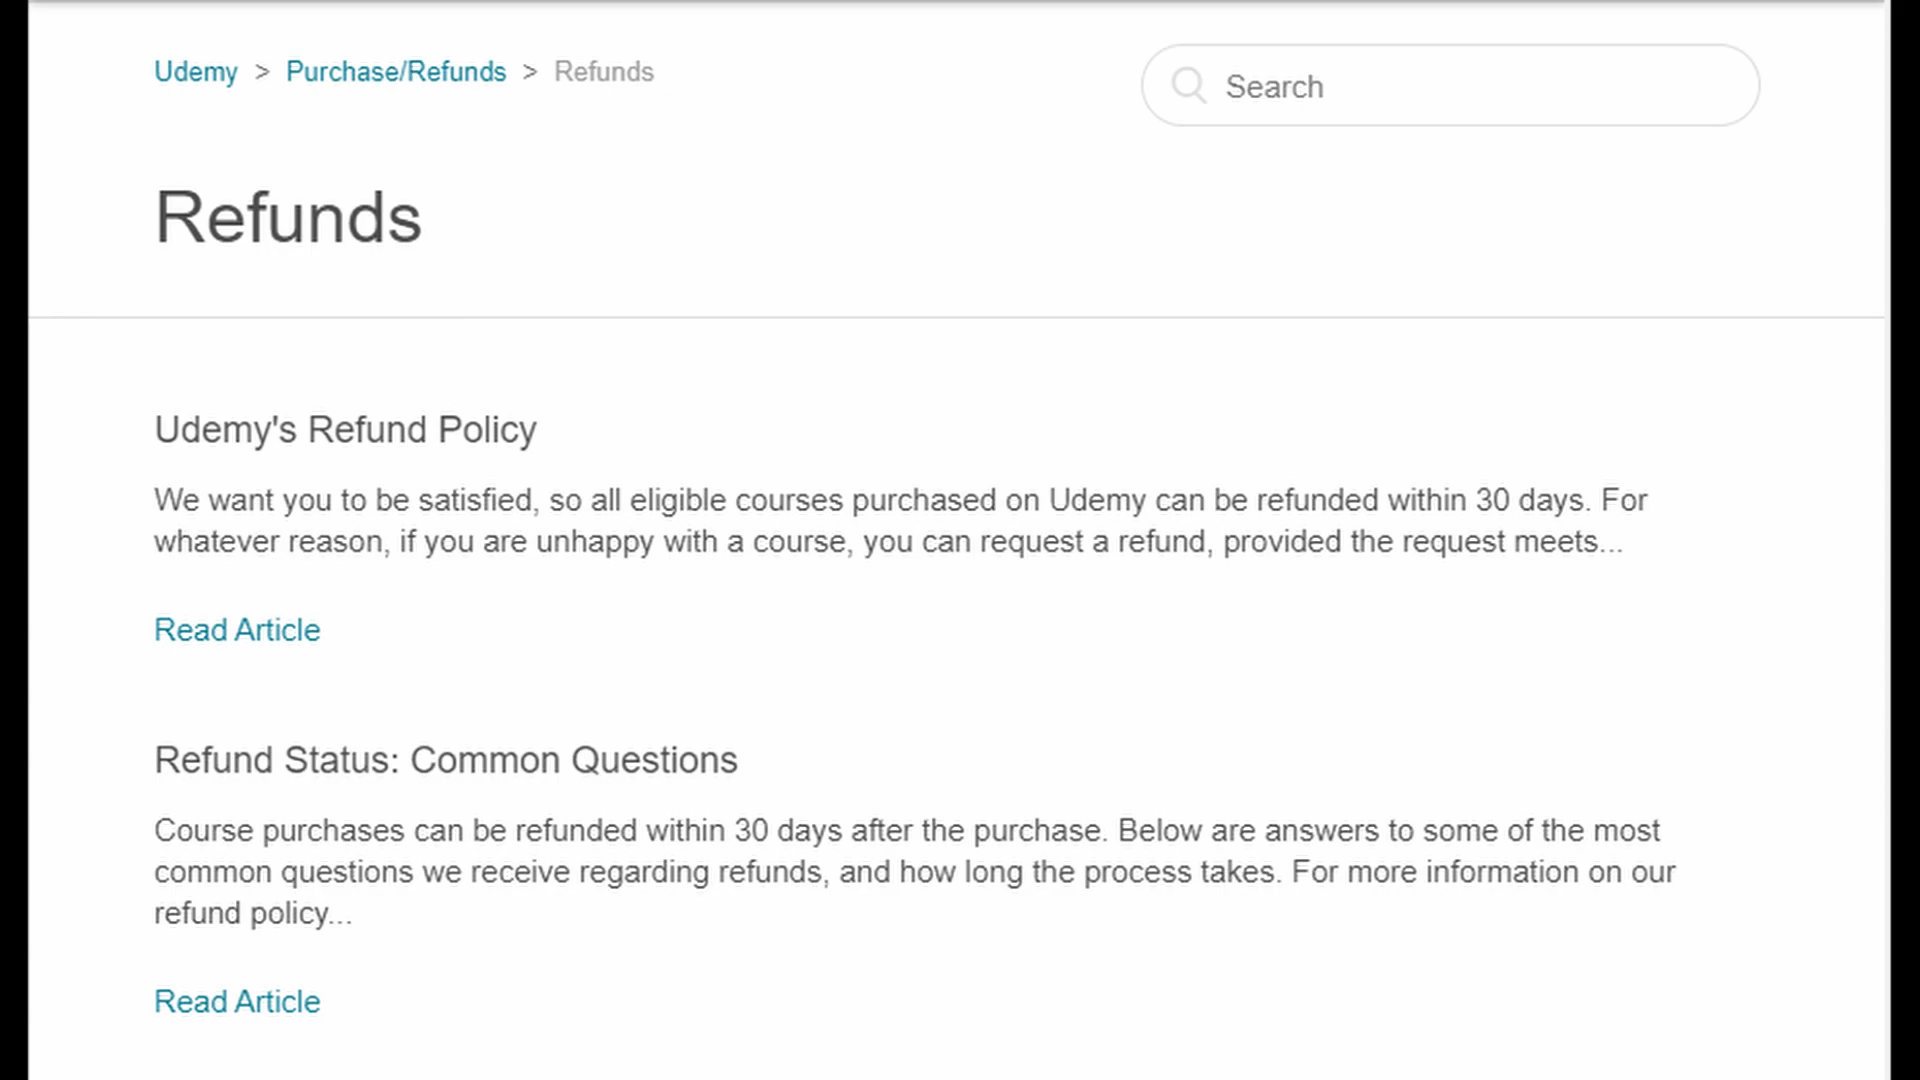 Udemy > Purchase/Refunds > Refunds
Search
Refunds
Udemy's Refund Policy
We want you to be satisfied, so all eligible courses purchased on Udemy can be refunded within 30 days. For
whatever reason, if you are unhappy with a course, you can request a refund, provided the request meets...
Read Article
Refund Status: Common Questions
Course purchases can be refunded within 30 days after the purchase. Below are answers to some of the most
common questions we receive regarding refunds, and how long the process takes. For more information on our
refund policy...
Read Article